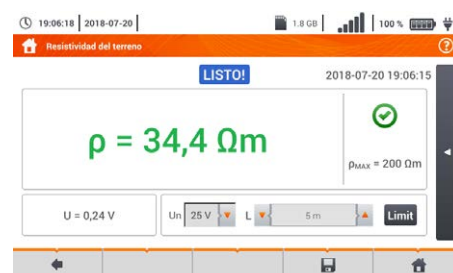 19:06:18 2018-07-20 1.8 GB 100 %
Resistividad del terreno ?
LISTO! 2018-07-20 19:06:15
ρ = 34,4 Ωm
ρMAX = 200 Ωm
U = 0,24 V Un 25 V L 5 m Limit